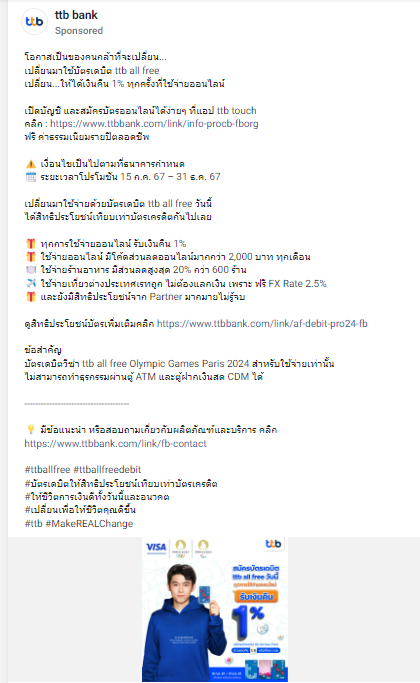 ttb bank
Sponsored
โอกาสเป็นของคนกล้าที่จะเปลี่ยน...
เปลี่ยนมาใช้บัตรเดบิต ttb all free
เปลี่ยน...ให้ได้เงินคืน 1% ทุกครั้งที่ใช้จ่ายออนไลน์
เปิดบัญชี และสมัครบัตรออนไลน์ได้ง่ายๆ ที่แอป ttb touch
คลิก : https://www.ttbbank.com/link/info-procb-fborg
ฟรี ค่าธรรมเนียมรายปีตลอดชีพ
⚠️ เงื่อนไขเป็นไปตามที่ธนาคารกำหนด
🗓️ ระยะเวลาโปรโมชัน 15 ก.ค. 67 – 31 ธ.ค. 67
เปลี่ยนมาใช้จ่ายด้วยบัตรเดบิต ttb all free วันนี้
ได้สิทธิประโยชน์เทียบเท่าบัตรเครดิตกันไปเลย
🎁 ทุกการใช้จ่ายออนไลน์ รับเงินคืน 1%
🎁 ใช้จ่ายออนไลน์ มีโค้ดส่วนลดออนไลน์มากกว่า 2,000 บาท ทุกเดือน
🍽️ ใช้จ่ายร้านอาหาร มีส่วนลดสูงสุด 20% กว่า 600 ร้าน
✈️ ใช้จ่ายเที่ยวต่างประเทศเรทถูก ไม่ต้องแลกเงิน เพราะ ฟรี FX Rate 2.5%
🎁 และยังมีสิทธิประโยชน์จาก Partner มากมายไม่รู้จบ
ดูสิทธิประโยชน์บัตรเพิ่มเติมคลิก https://www.ttbbank.com/link/af-debit-pro24-fb
ข้อสำคัญ
บัตรเดบิตวีซ่า ttb all free Olympic Games Paris 2024 สำหรับใช้จ่ายเท่านั้น
ไม่สามารถทำธุรกรรมผ่านตู้ ATM และตู้ฝากเงินสด CDM ได้
-----------------------------------
💡 มีข้อแนะนำ หรือสอบถามเกี่ยวกับผลิตภัณฑ์และบริการ คลิก
https://www.ttbbank.com/link/fb-contact
#ttballfree #ttballfreedebit
#บัตรเดบิตให้สิทธิประโยชน์เทียบเท่าบัตรเครดิต
#ให้ชีวิตการเงินดีทั้งวันนี้และอนาคต
#เปลี่ยนเพื่อให้ชีวิตคุณดีขึ้น
#ttb #MakeREALChange
VISA
ttb
สมัครบัตรเดบิต
ttb all free วันนี้
รับเงินคืน
1%